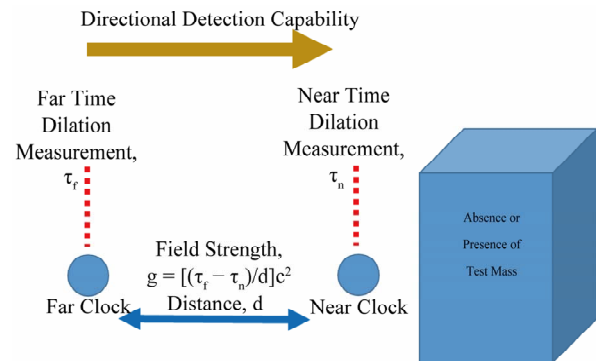 Directional Detection Capability
Far Time
Dilation
Measurement,
τf
Near Time
Dilation
Measurement,
τn
Absence or
Presence of
Test Mass
Field Strength,
g = [(τf − τn)/d]c²
Distance, d
Far Clock
Near Clock